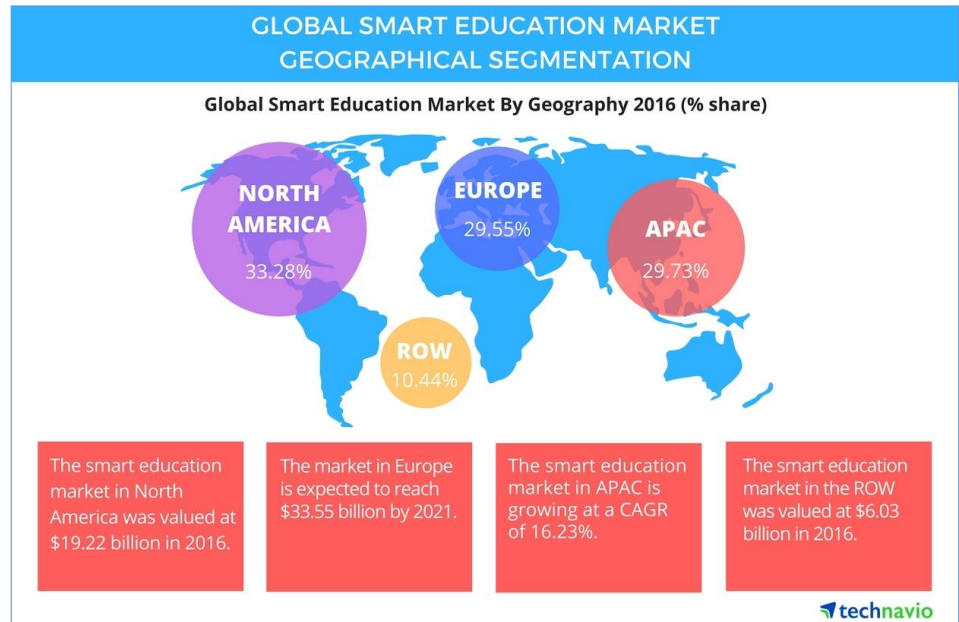 GLOBAL SMART EDUCATION MARKET
GEOGRAPHICAL SEGMENTATION
Global Smart Education Market By Geography 2016 (% share)
NORTH
AMERICA
33.28%
EUROPE
29.55%
APAC
29.73%
ROW
10.44%
The smart education
market in North
America was valued at
$19.22 billion in 2016.
The market in Europe
is expected to reach
$33.55 billion by 2021.
The smart education
market in APAC is
growing at a CAGR
of 16.23%.
The smart education
market in the ROW
was valued at $6.03
billion in 2016.
technavio